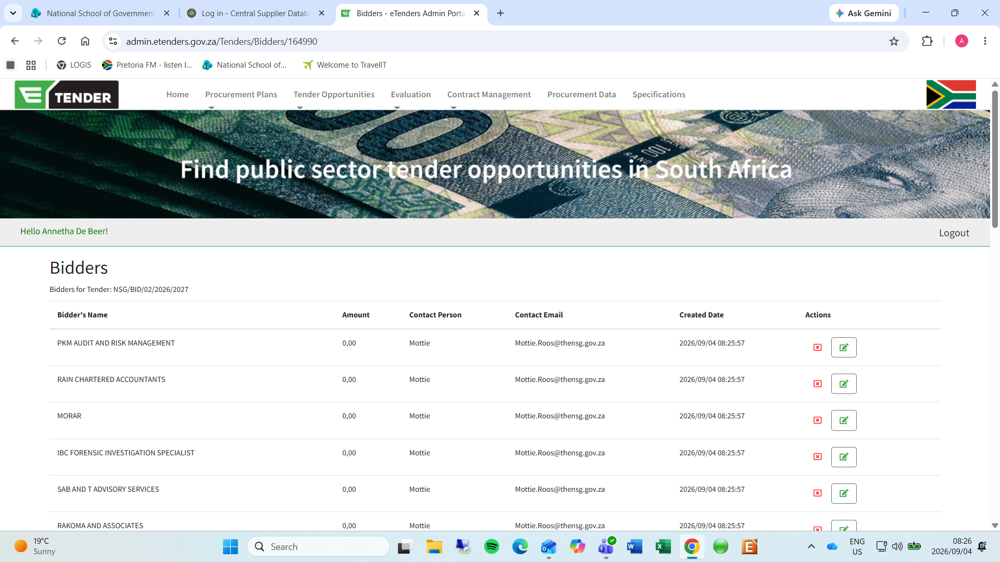 National School of Government
Log in - Central Supplier Datab
Bidders - eTenders Admin Porta
Ask Gemini
admin.etenders.gov.za/Tenders/Bidders/164990
A
LOGIS
Pretoria FM - listen l...
National School of...
Welcome to TravelIT
TENDER
Home
Procurement Plans
Tender Opportunities
Evaluation
Contract Management
Procurement Data
Specifications
Find public sector tender opportunities in South Africa
Hello Annetha De Beer!
Logout
Bidders
Bidders for Tender: NSG/BID/02/2026/2027
Bidder's Name Amount Contact Person Contact Email Created Date Actions
PKM AUDIT AND RISK MANAGEMENT 0,00 Mottie Mottie.Roos@thensg.gov.za 2026/09/04 08:25:57
RAIN CHARTERED ACCOUNTANTS 0,00 Mottie Mottie.Roos@thensg.gov.za 2026/09/04 08:25:57
MORAR 0,00 Mottie Mottie.Roos@thensg.gov.za 2026/09/04 08:25:57
IBC FORENSIC INVESTIGATION SPECIALIST 0,00 Mottie Mottie.Roos@thensg.gov.za 2026/09/04 08:25:57
SAB AND T ADVISORY SERVICES 0,00 Mottie Mottie.Roos@thensg.gov.za 2026/09/04 08:25:57
RAKOMA AND ASSOCIATES 0,00 Mottie Mottie.Roos@thensg.gov.za 2026/09/04 08:25:57
19°C
Sunny
Search
ENG
US
08:26
2026/09/04